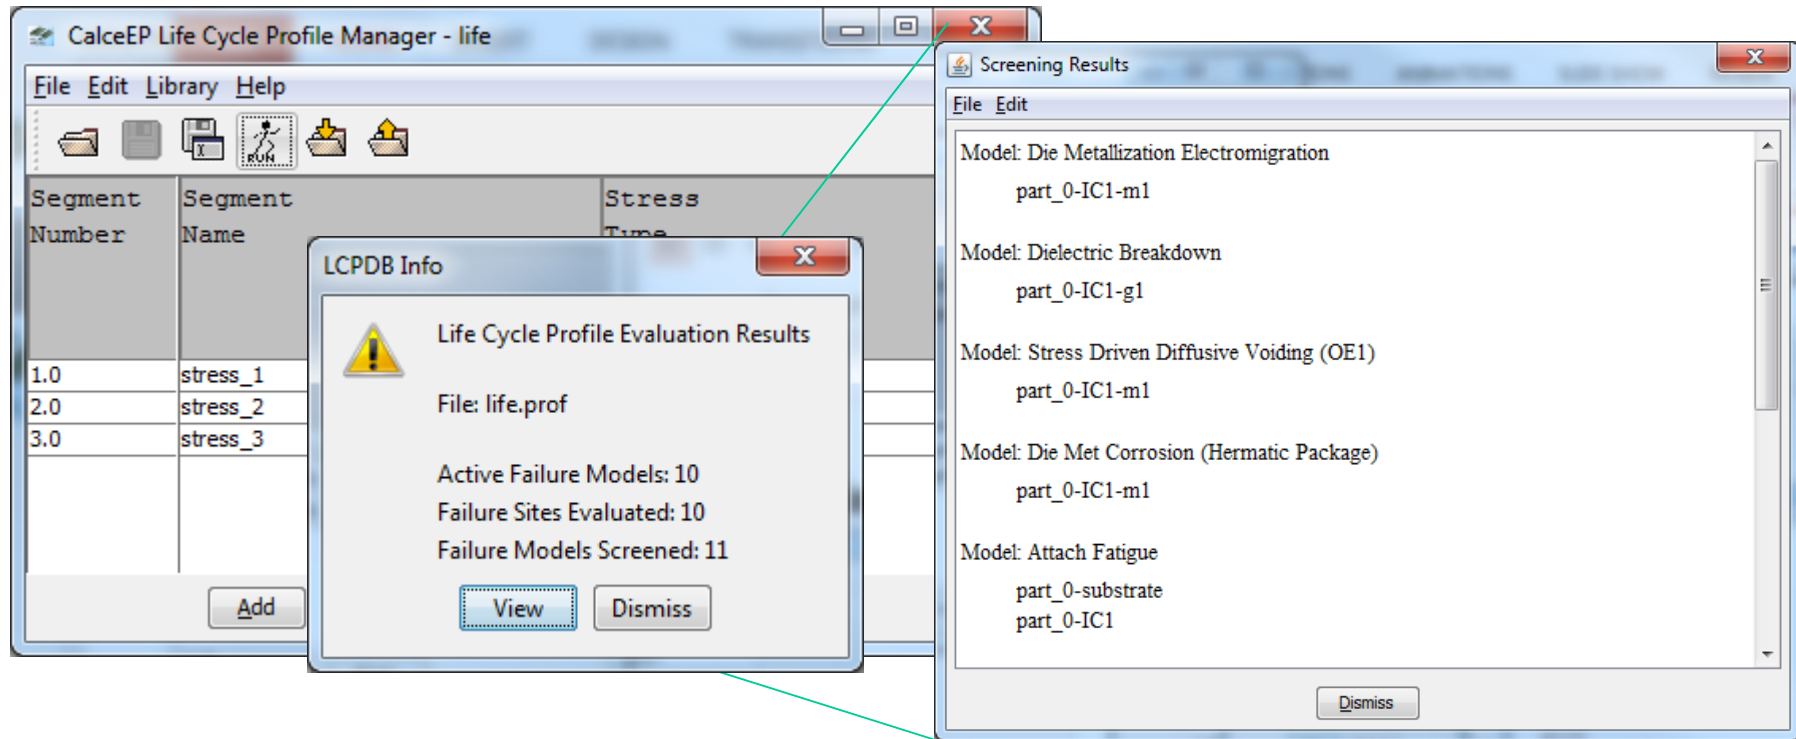 CalceEP Life Cycle Profile Manager - life
File Edit Library Help
RUN
Segment Number
Segment Name
Stress Type
1.0 stress_1
2.0 stress_2
3.0 stress_3
Add
LCPDB Info
Life Cycle Profile Evaluation Results
File: life.prof
Active Failure Models: 10
Failure Sites Evaluated: 10
Failure Models Screened: 11
View Dismiss
Screening Results
File Edit
Model: Die Metallization Electromigration
part_0-IC1-m1
Model: Dielectric Breakdown
part_0-IC1-g1
Model: Stress Driven Diffusive Voiding (OE1)
part_0-IC1-m1
Model: Die Met Corrosion (Hermatic Package)
part_0-IC1-m1
Model: Attach Fatigue
part_0-substrate
part_0-IC1
Dismiss